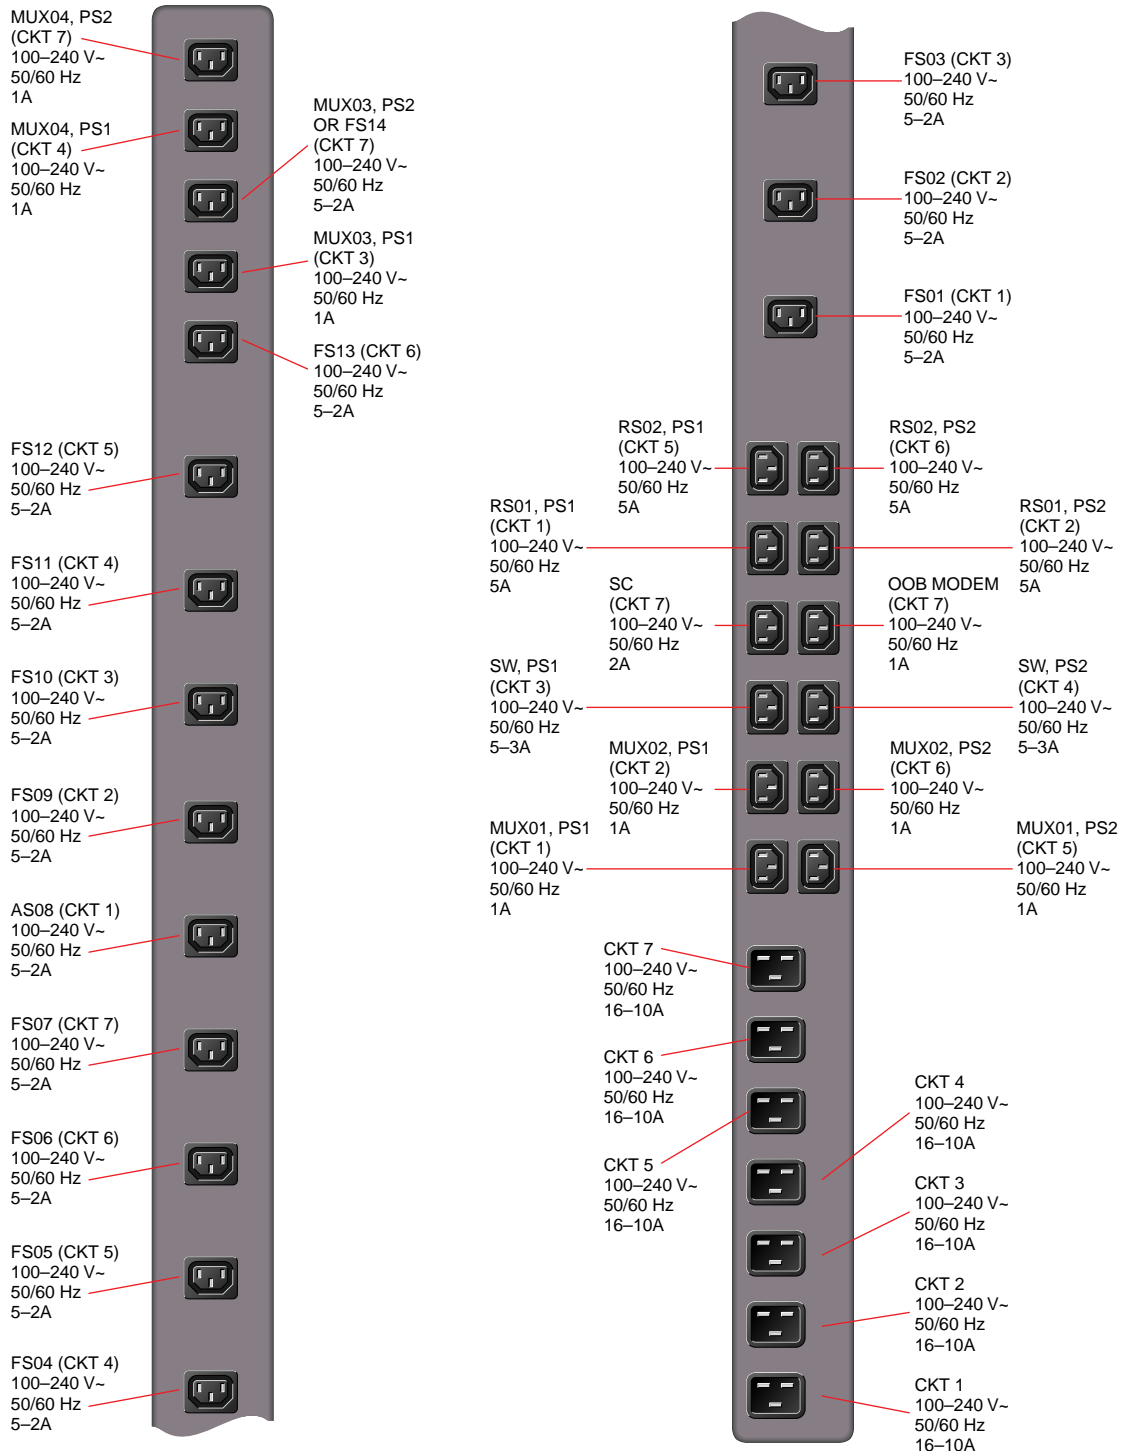 MUX04, PS2
(CKT 7)
100–240 V~
50/60 Hz
1A
MUX04, PS1
(CKT 4)
100–240 V~
50/60 Hz
1A
MUX03, PS2
OR FS14
(CKT 7)
100–240 V~
50/60 Hz
5–2A
MUX03, PS1
(CKT 3)
100–240 V~
50/60 Hz
1A
FS13 (CKT 6)
100–240 V~
50/60 Hz
5–2A
FS12 (CKT 5)
100–240 V~
50/60 Hz
5–2A
FS11 (CKT 4)
100–240 V~
50/60 Hz
5–2A
FS10 (CKT 3)
100–240 V~
50/60 Hz
5–2A
FS09 (CKT 2)
100–240 V~
50/60 Hz
5–2A
AS08 (CKT 1)
100–240 V~
50/60 Hz
5–2A
FS07 (CKT 7)
100–240 V~
50/60 Hz
5–2A
FS06 (CKT 6)
100–240 V~
50/60 Hz
5–2A
FS05 (CKT 5)
100–240 V~
50/60 Hz
5–2A
FS04 (CKT 4)
100–240 V~
50/60 Hz
5–2A
FS03 (CKT 3)
100–240 V~
50/60 Hz
5–2A
FS02 (CKT 2)
100–240 V~
50/60 Hz
5–2A
FS01 (CKT 1)
100–240 V~
50/60 Hz
5–2A
RS02, PS1
(CKT 5)
100–240 V~
50/60 Hz
5A
RS02, PS2
(CKT 6)
100–240 V~
50/60 Hz
5A
RS01, PS1
(CKT 1)
100–240 V~
50/60 Hz
5A
RS01, PS2
(CKT 2)
100–240 V~
50/60 Hz
5A
SC
(CKT 7)
100–240 V~
50/60 Hz
2A
OOB MODEM
(CKT 7)
100–240 V~
50/60 Hz
1A
SW, PS1
(CKT 3)
100–240 V~
50/60 Hz
5–3A
SW, PS2
(CKT 4)
100–240 V~
50/60 Hz
5–3A
MUX02, PS1
(CKT 2)
100–240 V~
50/60 Hz
1A
MUX02, PS2
(CKT 6)
100–240 V~
50/60 Hz
1A
MUX01, PS1
(CKT 1)
100–240 V~
50/60 Hz
1A
MUX01, PS2
(CKT 5)
100–240 V~
50/60 Hz
1A
CKT 7
100–240 V~
50/60 Hz
16–10A
CKT 6
100–240 V~
50/60 Hz
16–10A
CKT 5
100–240 V~
50/60 Hz
16–10A
CKT 4
100–240 V~
50/60 Hz
16–10A
CKT 3
100–240 V~
50/60 Hz
16–10A
CKT 2
100–240 V~
50/60 Hz
16–10A
CKT 1
100–240 V~
50/60 Hz
16–10A